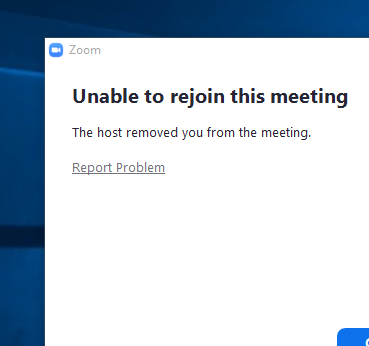 Zoom
Unable to rejoin this meeting
The host removed you from the meeting.
Report Problem